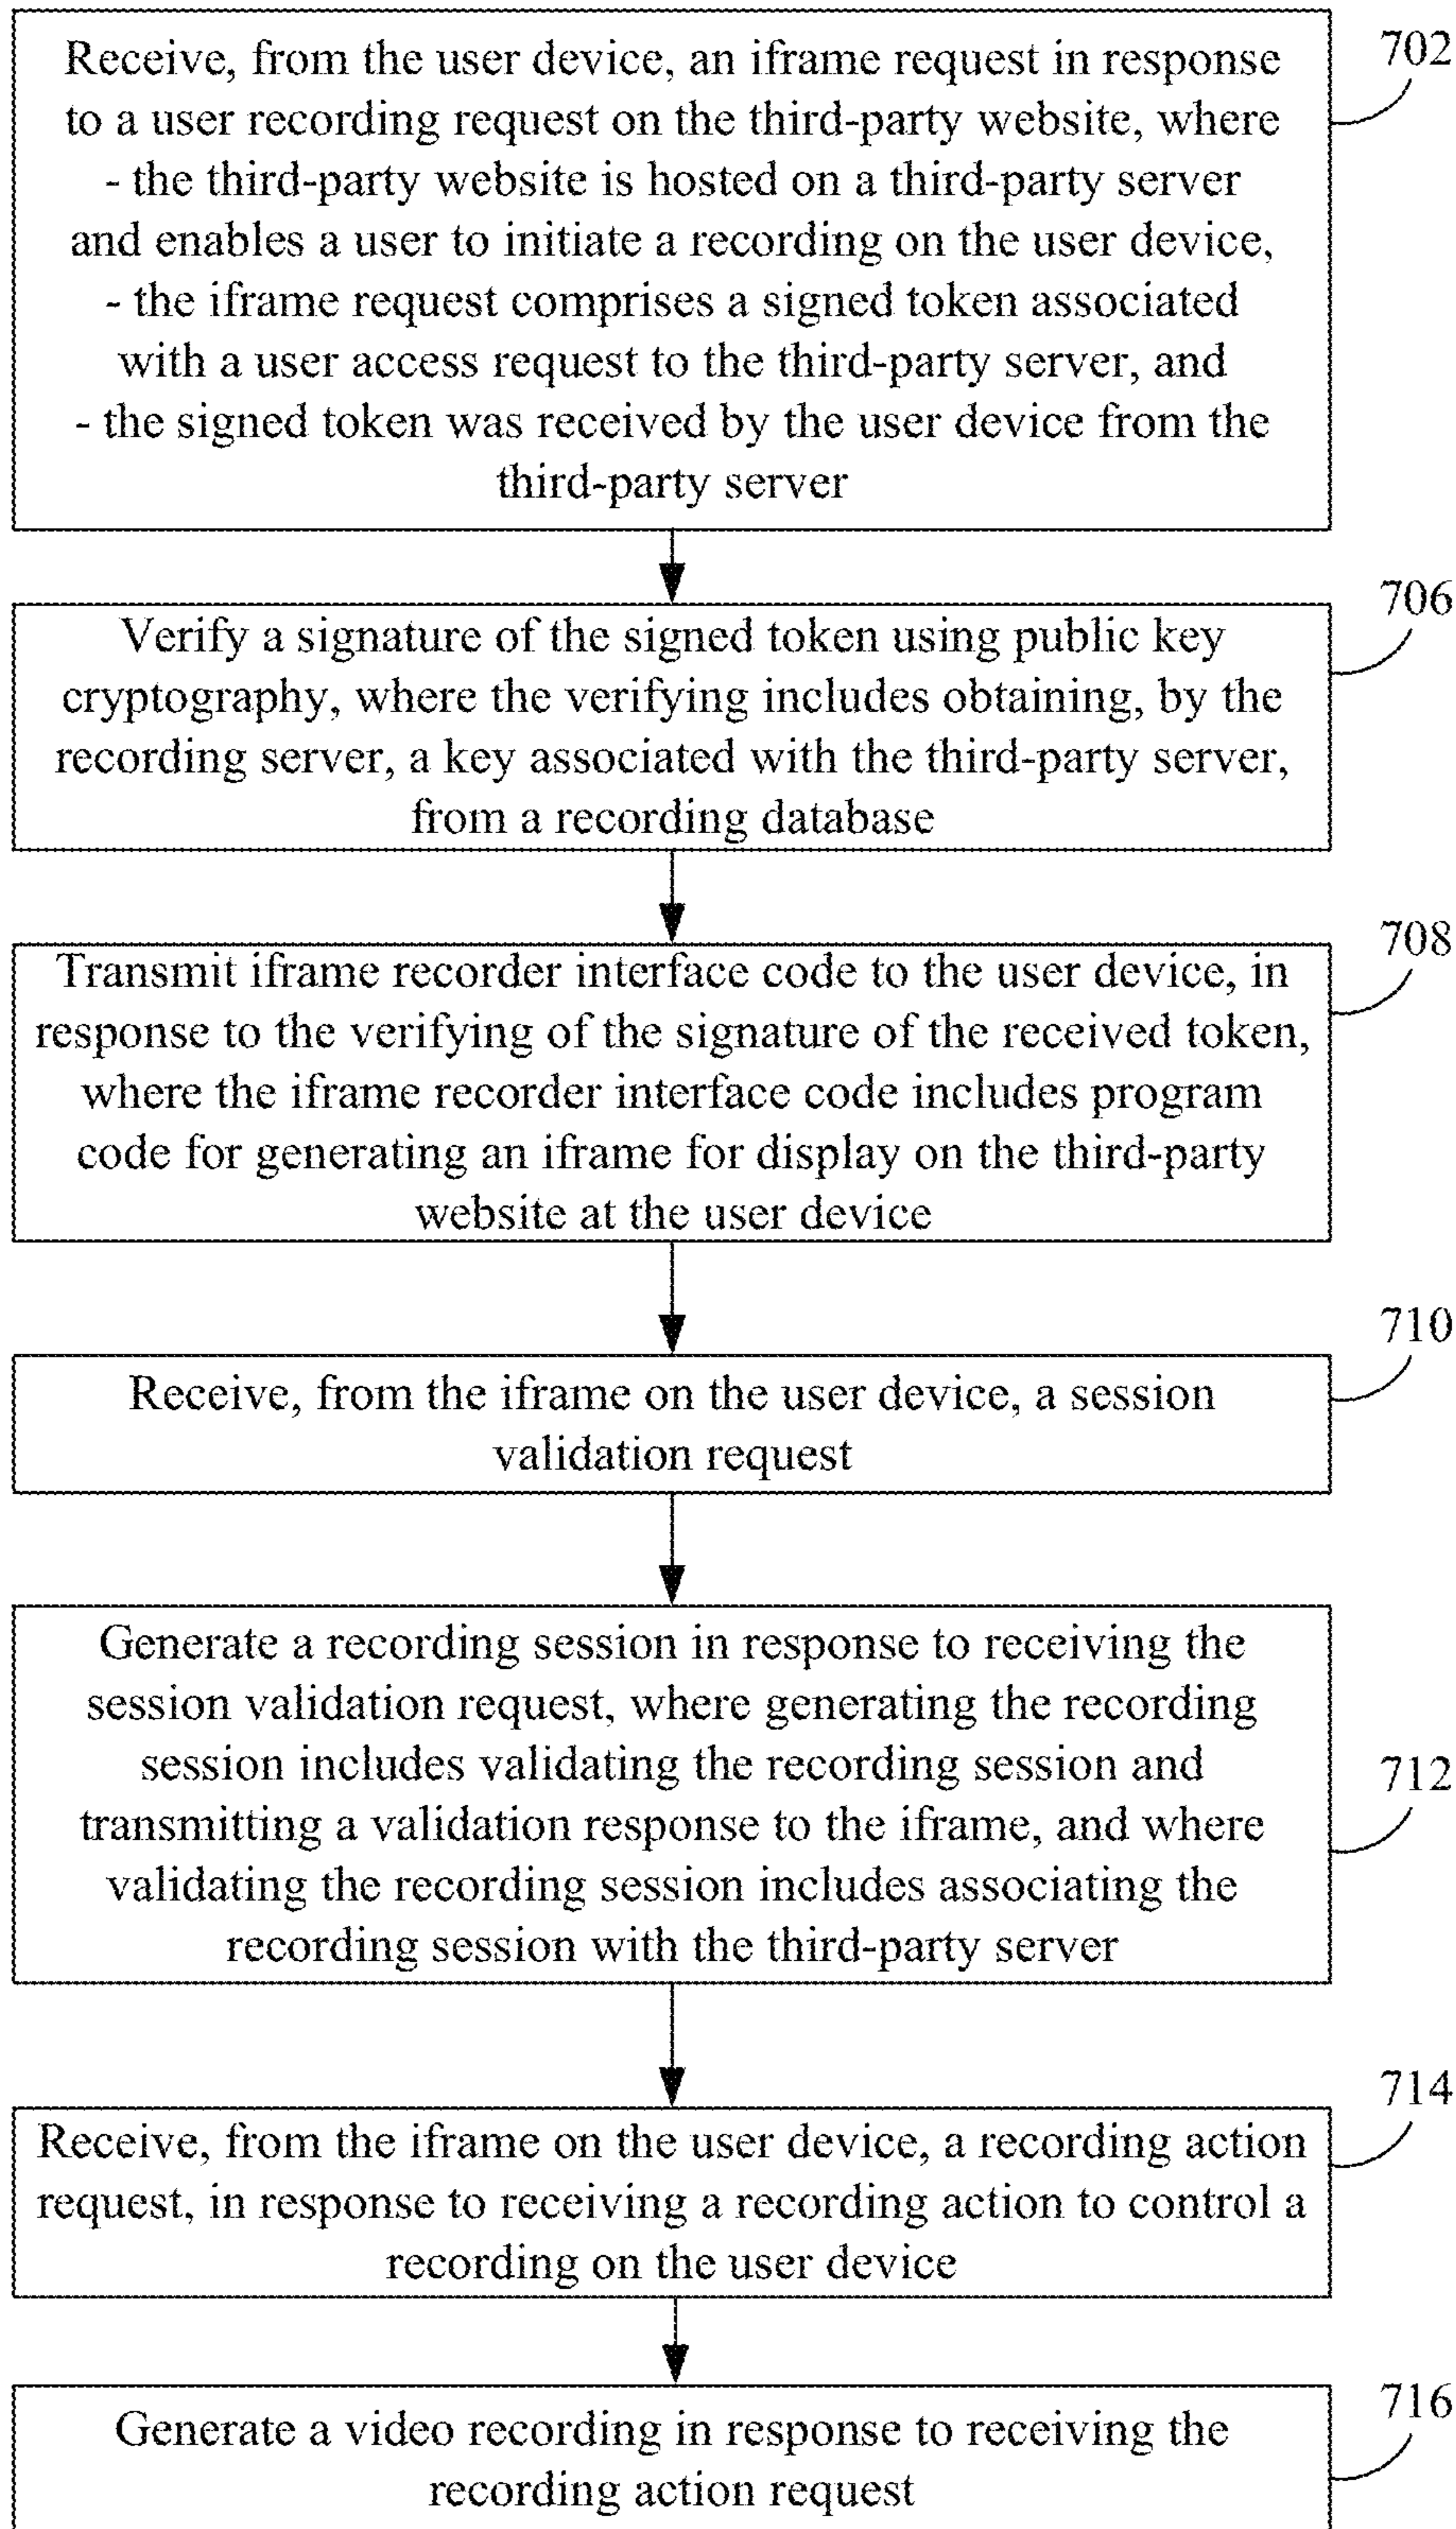 Receive, from the user device, an iframe request in response
to a user recording request on the third-party website, where
- the third-party website is hosted on a third-party server
and enables a user to initiate a recording on the user device,
- the iframe request comprises a signed token associated
with a user access request to the third-party server, and
- the signed token was received by the user device from the
third-party server
702
Verify a signature of the signed token using public key
cryptography, where the verifying includes obtaining, by the
recording server, a key associated with the third-party server,
from a recording database
706
Transmit iframe recorder interface code to the user device, in
response to the verifying of the signature of the received token,
where the iframe recorder interface code includes program
code for generating an iframe for display on the third-party
website at the user device
708
Receive, from the iframe on the user device, a session
validation request
710
Generate a recording session in response to receiving the
session validation request, where generating the recording
session includes validating the recording session and
transmitting a validation response to the iframe, and where
validating the recording session includes associating the
recording session with the third-party server
712
Receive, from the iframe on the user device, a recording action
request, in response to receiving a recording action to control a
recording on the user device
714
Generate a video recording in response to receiving the
recording action request
716